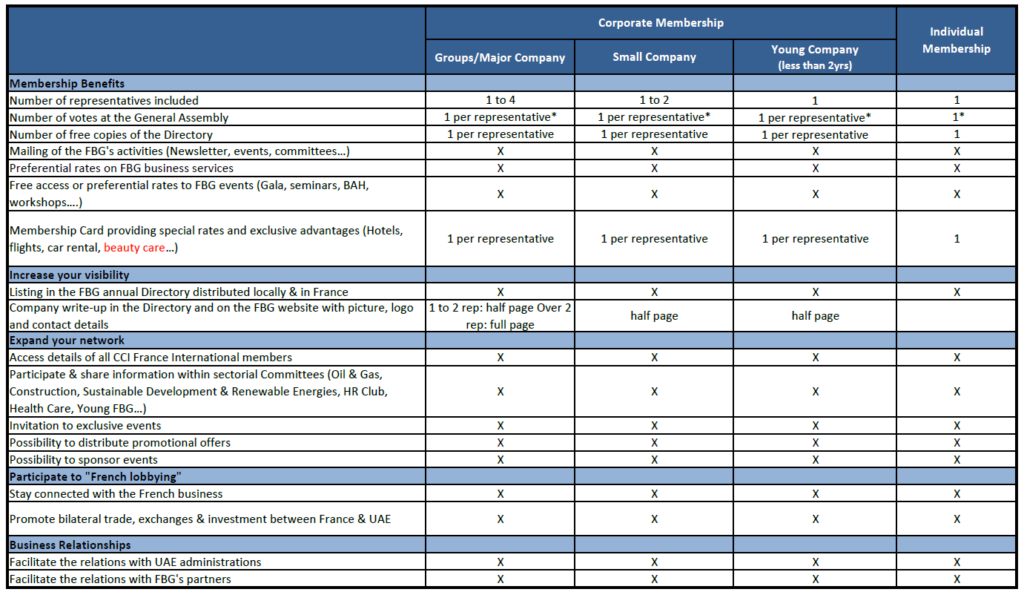 Corporate Membership
Individual
Membership
Groups/Major Company
Small Company
Young Company
(less than 2yrs)
Membership Benefits
Number of representatives included
1 to 4
1 to 2
1
1
Number of votes at the General Assembly
1 per representative*
1 per representative*
1 per representative*
1*
Number of free copies of the Directory
1 per representative
1 per representative
1 per representative
1
Mailing of the FBG's activities (Newsletter, events, committees…)
X
X
X
X
Preferential rates on FBG business services
X
X
X
X
Free access or preferential rates to FBG events (Gala, seminars, BAH,
workshops….)
X
X
X
X
Membership Card providing special rates and exclusive advantages (Hotels,
flights, car rental, beauty care…)
1 per representative
1 per representative
1 per representative
1
Increase your visibility
Listing in the FBG annual Directory distributed locally & in France
X
X
X
X
Company write-up in the Directory and on the FBG website with picture, logo
and contact details
1 to 2 rep: half page Over 2
rep: full page
half page
half page
Expand your network
Access details of all CCI France International members
X
X
X
X
Participate & share information within sectorial Committees (Oil & Gas,
Construction, Sustainable Development & Renewable Energies, HR Club,
Health Care, Young FBG…)
X
X
X
X
Invitation to exclusive events
X
X
X
X
Possibility to distribute promotional offers
X
X
X
X
Possibility to sponsor events
X
X
X
X
Participate to "French lobbying"
Stay connected with the French business
X
X
X
X
Promote bilateral trade, exchanges & investment between France & UAE
X
X
X
X
Business Relationships
Facilitate the relations with UAE administrations
X
X
X
X
Facilitate the relations with FBG's partners
X
X
X
X